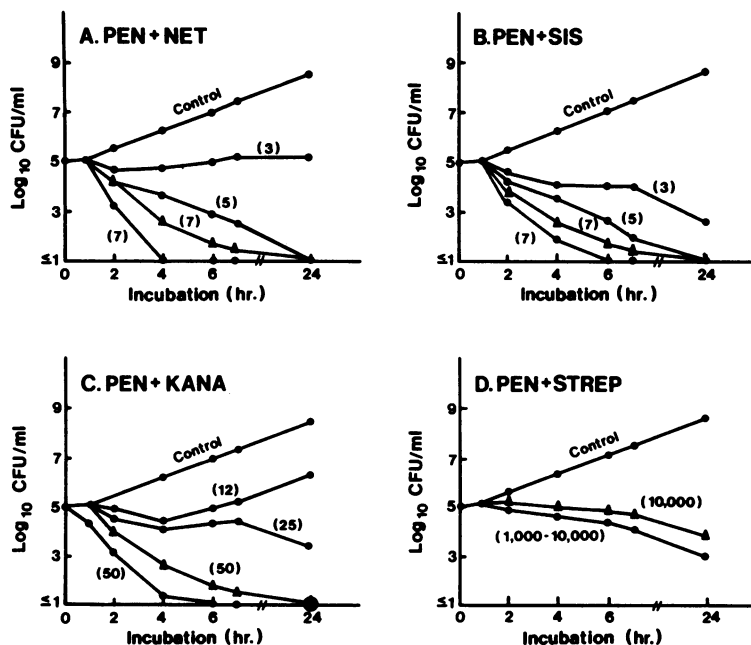 A. PEN + NET
Log10 CFU/ml
9
7
5
3
≤1
Control
(3)
(5)
(7)
(7)
0 2 4 6 24
Incubation (hr.)
B. PEN + SIS
Log10 CFU/ml
9
7
5
3
≤1
Control
(3)
(5)
(7)
(7)
0 2 4 6 24
Incubation (hr.)
C. PEN + KANA
Log10 CFU/ml
9
7
5
3
≤1
Control
(12)
(25)
(50)
(50)
0 2 4 6 24
Incubation (hr.)
D. PEN + STREP
Log10 CFU/ml
9
7
5
3
≤1
Control
(10,000)
(1,000-10,000)
0 2 4 6 24
Incubation (hr.)